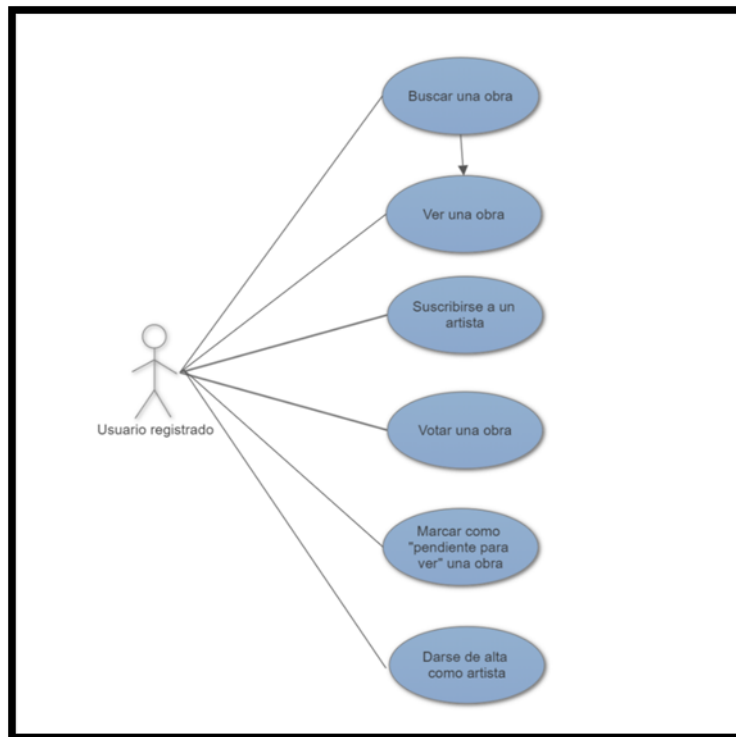 Buscar una obra
Ver una obra
Suscribirse a un
artista
Usuario registrado
Votar una obra
Marcar como
"pendiente para
ver" una obra
Darse de alta
como artista